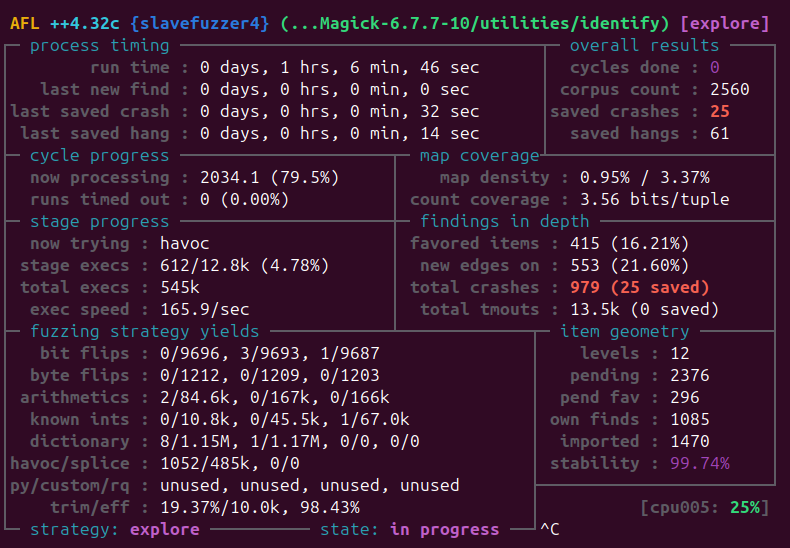 AFL ++4.32c {slavefuzzer4} (...Magick-6.7.7-10/utilities/identify) [explore]
process timing overall results
run time : 0 days, 1 hrs, 6 min, 46 sec cycles done : 0
last new find : 0 days, 0 hrs, 0 min, 0 sec corpus count : 2560
last saved crash : 0 days, 0 hrs, 0 min, 32 sec saved crashes : 25
last saved hang : 0 days, 0 hrs, 0 min, 14 sec saved hangs : 61
cycle progress map coverage
now processing : 2034.1 (79.5%) map density : 0.95% / 3.37%
runs timed out : 0 (0.00%) count coverage : 3.56 bits/tuple
stage progress findings in depth
now trying : havoc favored items : 415 (16.21%)
stage execs : 612/12.8k (4.78%) new edges on : 553 (21.60%)
total execs : 545k total crashes : 979 (25 saved)
exec speed : 165.9/sec total tmouts : 13.5k (0 saved)
fuzzing strategy yields item geometry
bit flips : 0/9696, 3/9693, 1/9687 levels : 12
byte flips : 0/1212, 0/1209, 0/1203 pending : 2376
arithmetics : 2/84.6k, 0/167k, 0/166k pend fav : 296
known ints : 0/10.8k, 0/45.5k, 1/67.0k own finds : 1085
dictionary : 8/1.15M, 1/1.17M, 0/0, 0/0 imported : 1470
havoc/splice : 1052/485k, 0/0 stability : 99.74%
py/custom/rq : unused, unused, unused, unused
trim/eff : 19.37%/10.0k, 98.43% [cpu005: 25%]
strategy: explore state: in progress ^C